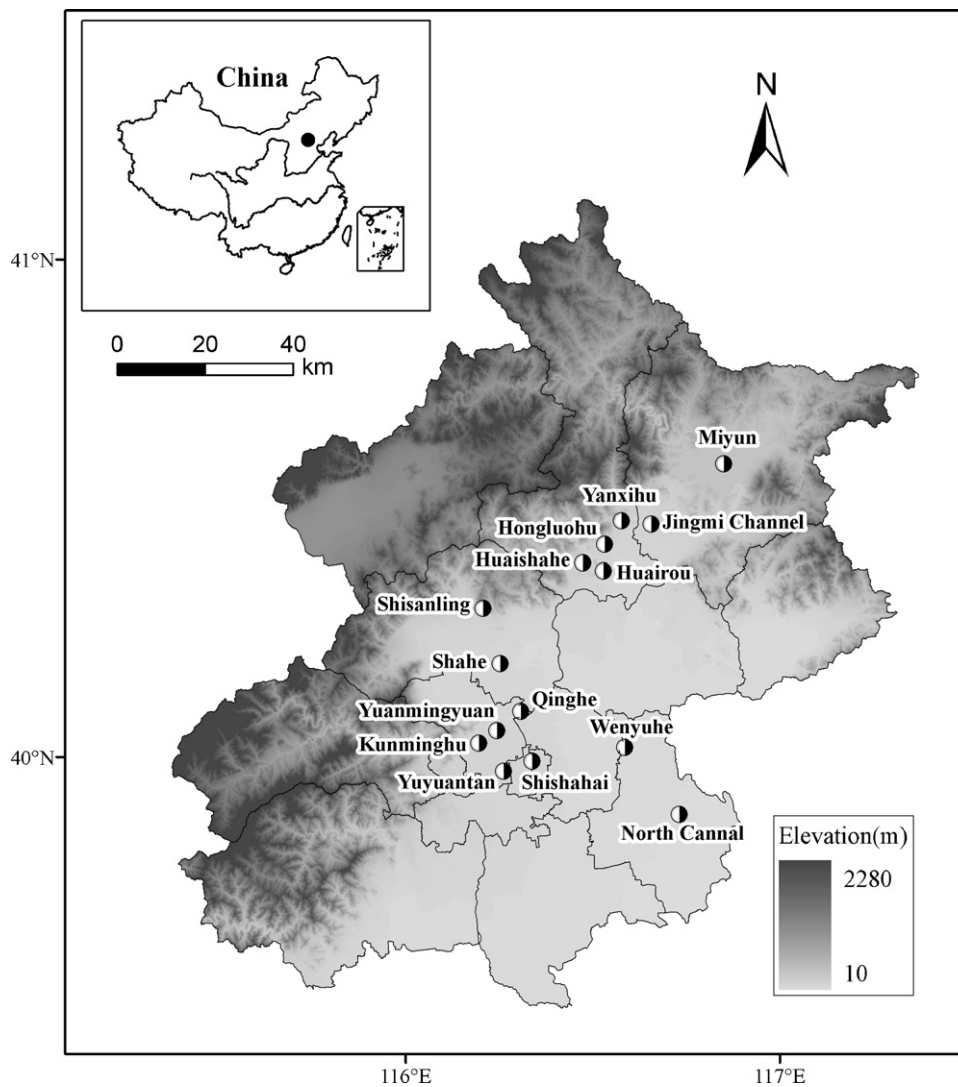 China
N
41°N
0 20 40
km
Miyun
Yanxihu
Jingmi Channel
Hongluohu
Huaishahe
Huairou
Shisanling
Shahe
Qinghe
Yuanmingyuan
Wenyuhe
Kunminghu
40°N
Yuyuantan
Shishahai
North Cannal
Elevation(m)
2280
10
116°E
117°E